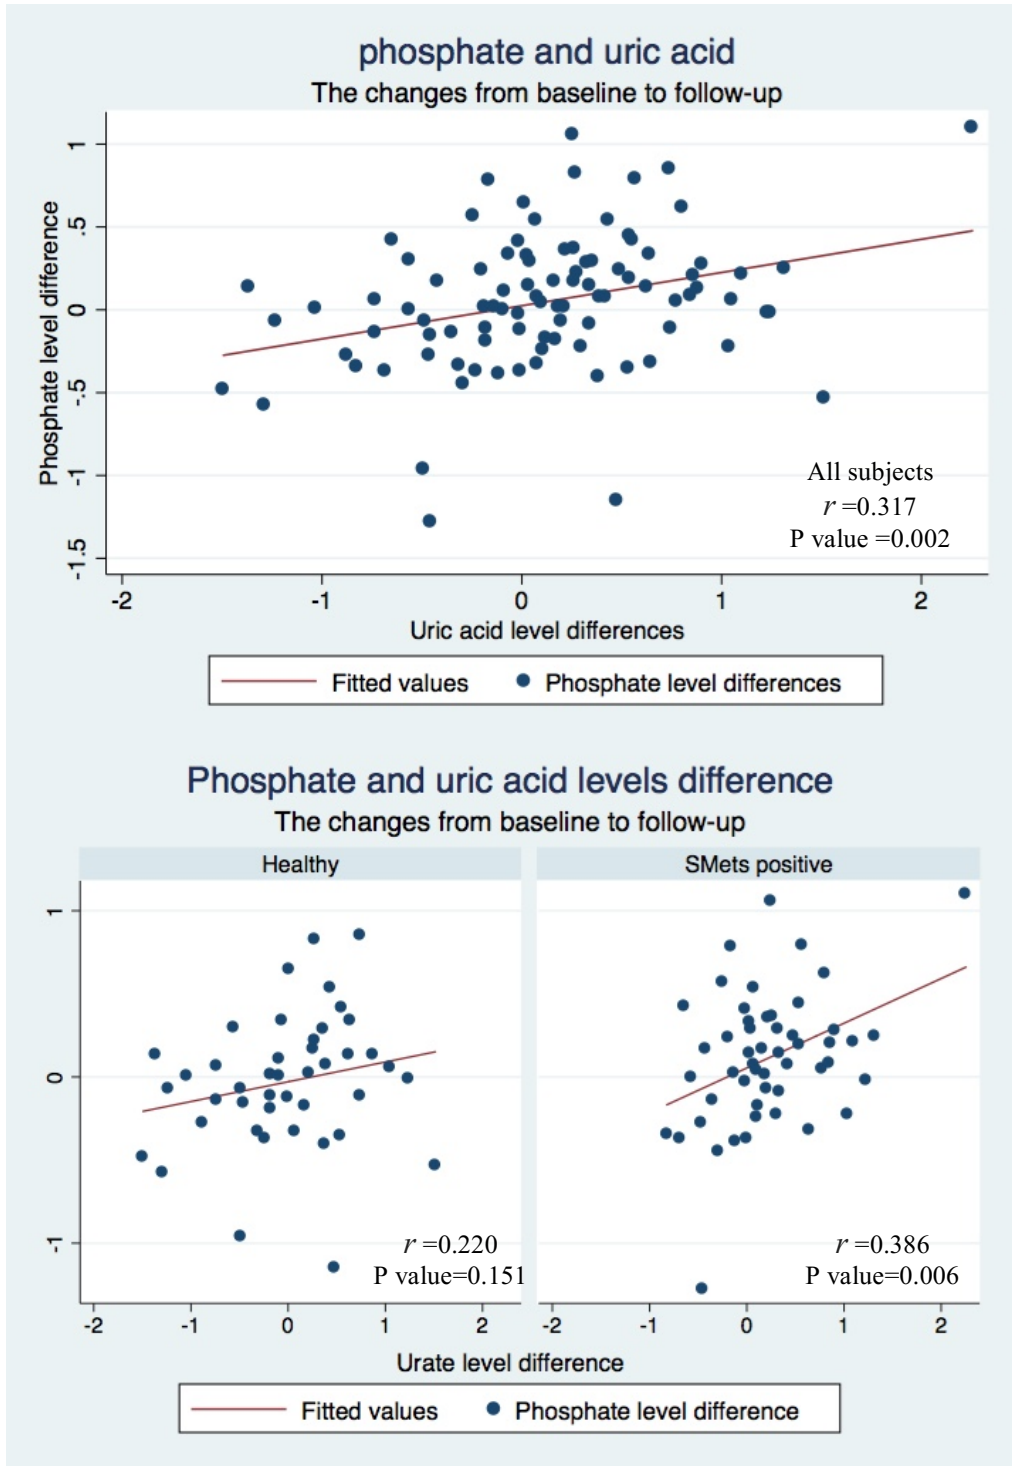 phosphate and uric acid
The changes from baseline to follow-up
Phosphate level difference
1
.5
0
-.5
-1
-1.5
All subjects
r =0.317
P value =0.002
-2 -1 0 1 2
Uric acid level differences
Fitted values Phosphate level differences
Phosphate and uric acid levels difference
The changes from baseline to follow-up
Healthy SMets positive
1
0
-1
r =0.220 r =0.386
P value=0.151 P value=0.006
-2 -1 0 1 2 -2 -1 0 1 2
Urate level difference
Fitted values Phosphate level difference